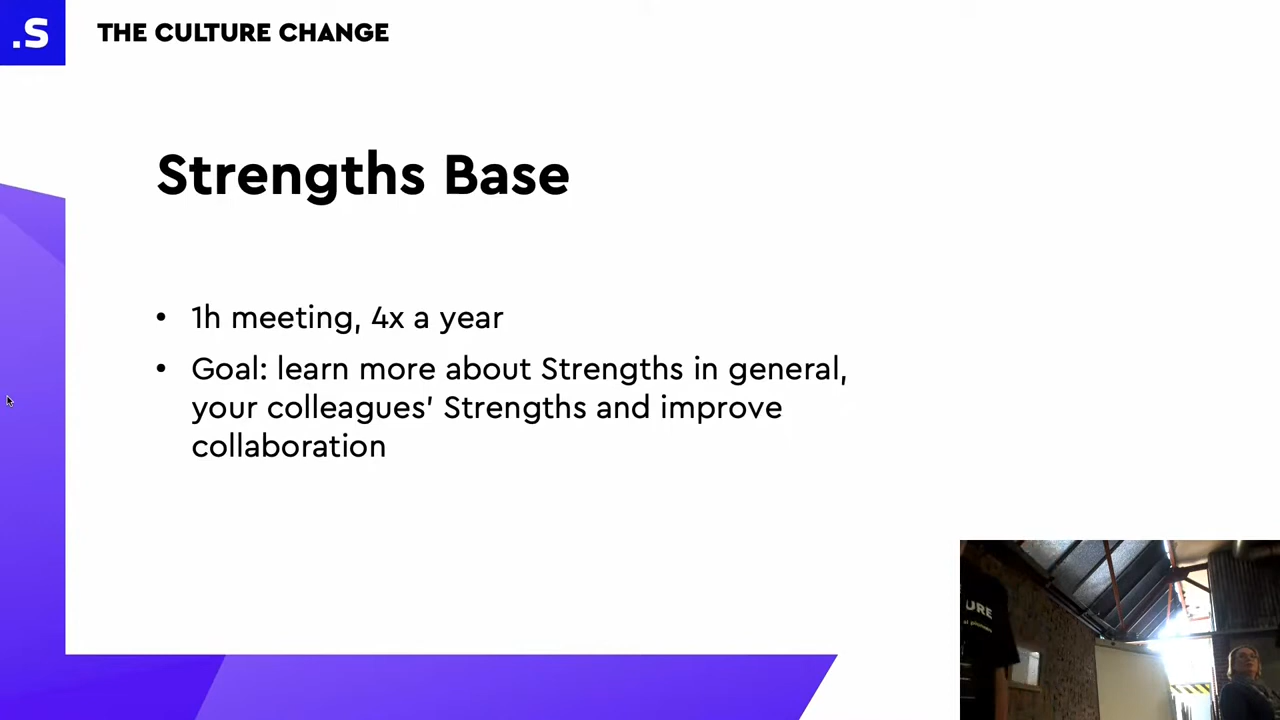 .S
THE CULTURE CHANGE
Strengths Base
• 1h meeting, 4x a year
• Goal: learn more about Strengths in general,
your colleagues' Strengths and improve
collaboration
URE